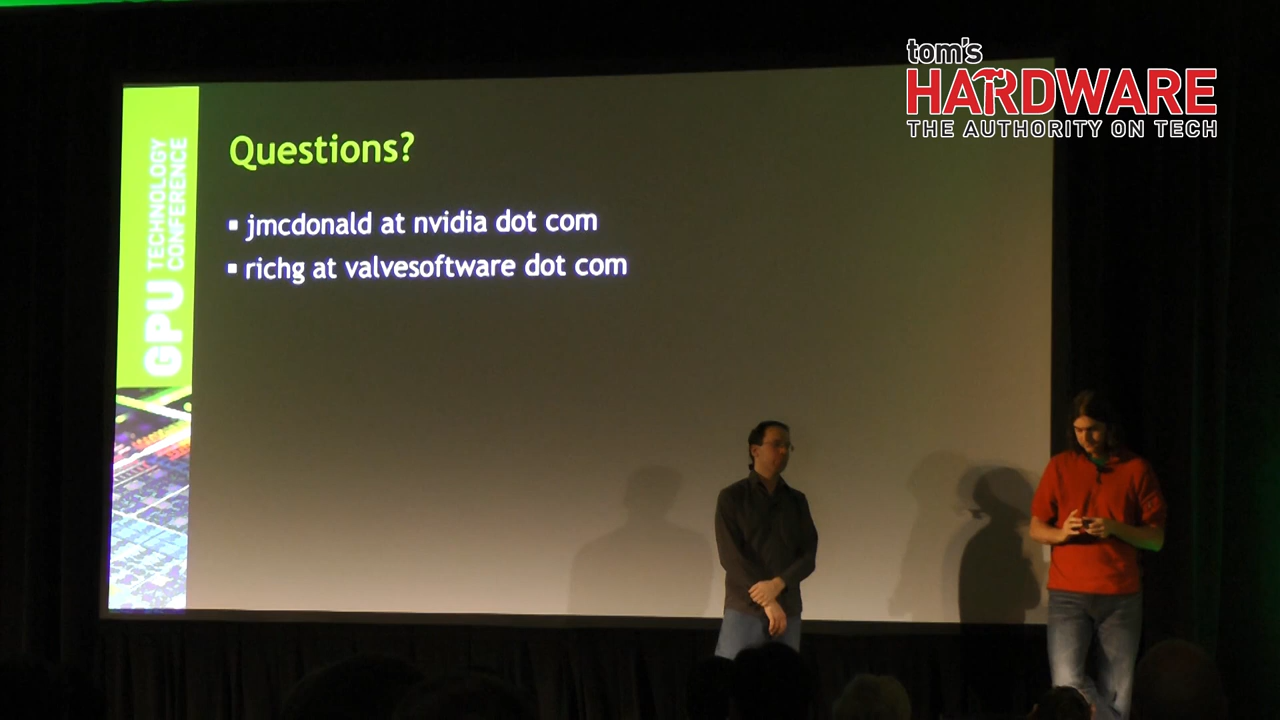 tom's
HARDWARE
THE AUTHORITY ON TECH
GPU TECHNOLOGY
CONFERENCE
Questions?
jmcdonald at nvidia dot com
richg at valvesoftware dot com